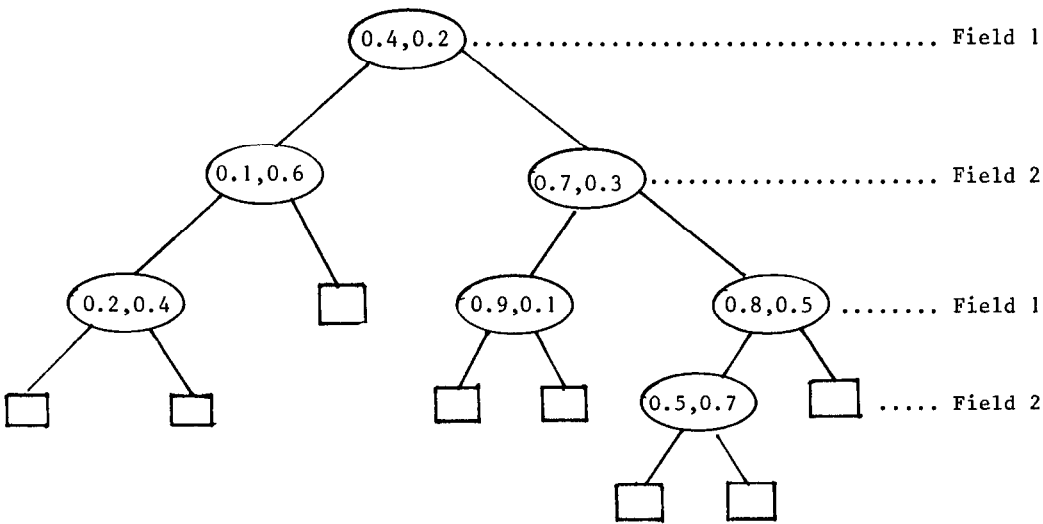 0.4,0.2 ........................................ Field 1
0.1,0.6
0.7,0.3 ......................... Field 2
0.2,0.4
0.9,0.1
0.8,0.5 ........ Field 1
0.5,0.7
..... Field 2